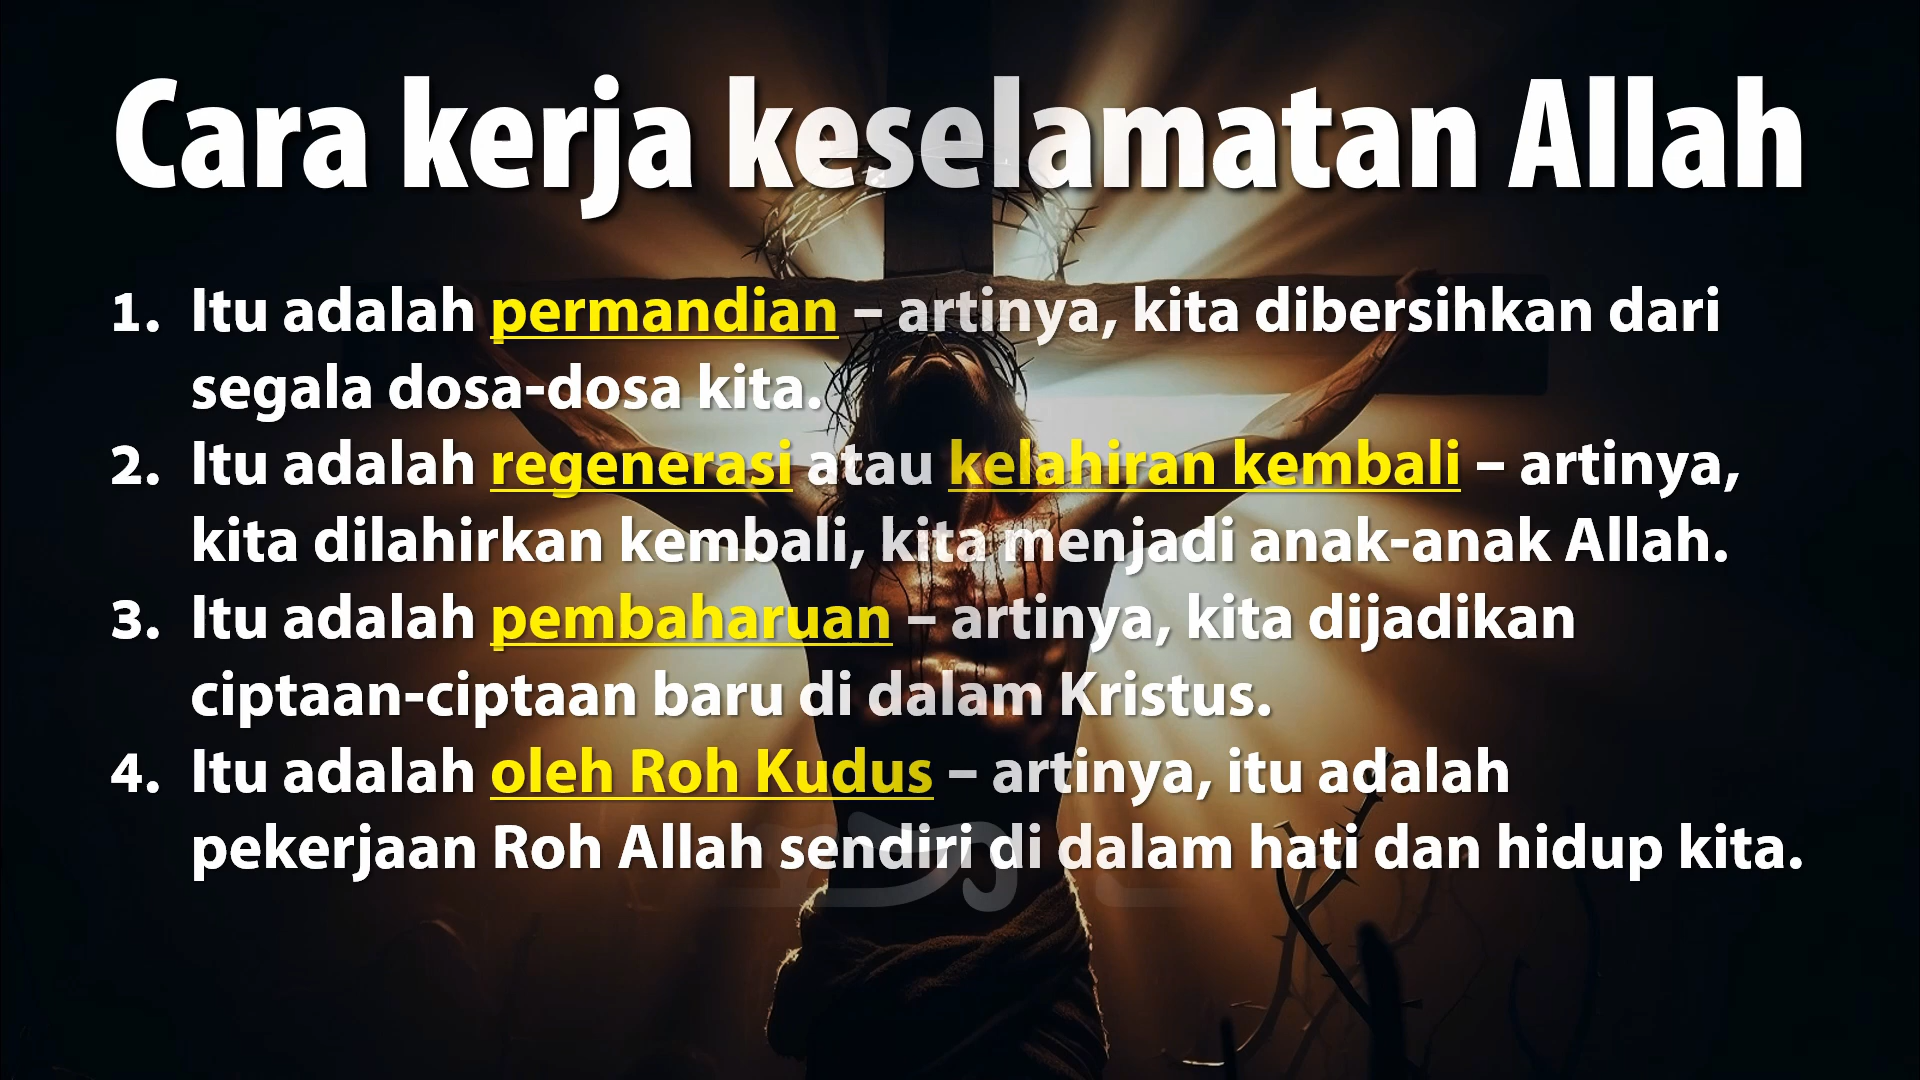 Cara kerja keselamatan Allah
1. Itu adalah permandian – artinya, kita dibersihkan dari
segala dosa-dosa kita.
2. Itu adalah regenerasi atau kelahiran kembali – artinya,
kita dilahirkan kembali, kita menjadi anak-anak Allah.
3. Itu adalah pembaharuan – artinya, kita dijadikan
ciptaan-ciptaan baru di dalam Kristus.
4. Itu adalah oleh Roh Kudus – artinya, itu adalah
pekerjaan Roh Allah sendiri di dalam hati dan hidup kita.